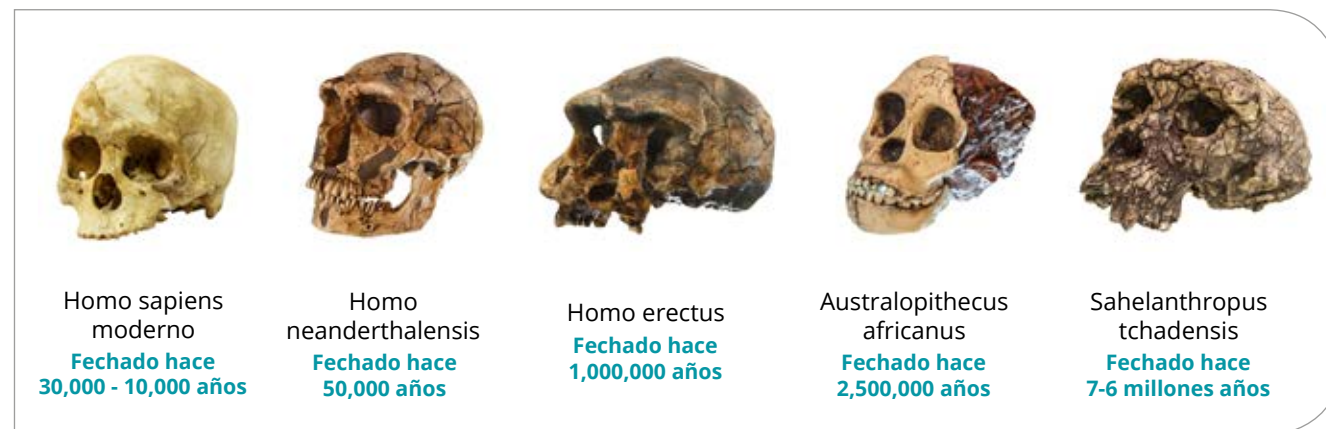 Homo sapiens
moderno
Fechado hace
30,000 - 10,000 años
Homo
neanderthalensis
Fechado hace
50,000 años
Homo erectus
Fechado hace
1,000,000 años
Australopithecus
africanus
Fechado hace
2,500,000 años
Sahelanthropus
tchadensis
Fechado hace
7-6 millones años